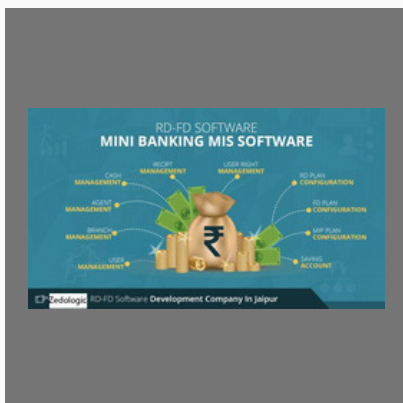 RD-FD SOFTWARE
MINI BANKING MIS SOFTWARE
RECIPT
MANAGEMENT
USER RIGHT
MANAGEMENT
CASH
MANAGEMENT
RD PLAN
CONFIGURATION
AGENT
MANAGEMENT
FD PLAN
CONFIGURATION
BRANCH
MANAGEMENT
MIP PLAN
CONFIGURATION
USER
MANAGEMENT
SAVING
ACCOUNT
₹
Zedologic RD-FD Software Development Company In Jaipur